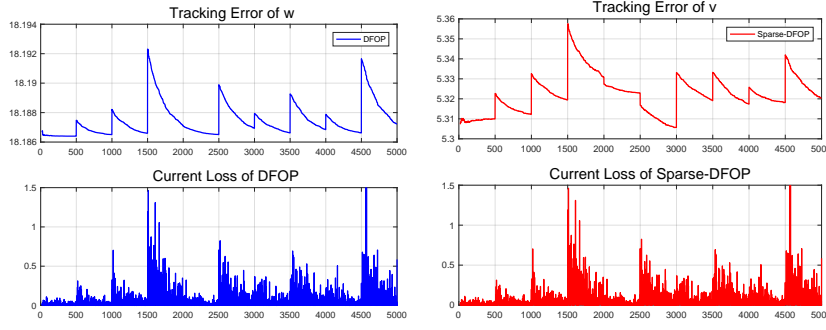 Tracking Error of w
18.194
18.192
18.19
18.188
18.186
DFOP
0 500 1000 1500 2000 2500 3000 3500 4000 4500 5000
Tracking Error of v
5.36
5.35
5.34
5.33
5.32
5.31
5.3
Sparse-DFOP
0 500 1000 1500 2000 2500 3000 3500 4000 4500 5000
Current Loss of DFOP
1.5
1
0.5
0
0 500 1000 1500 2000 2500 3000 3500 4000 4500 5000
Current Loss of Sparse-DFOP
1.5
1
0.5
0
0 500 1000 1500 2000 2500 3000 3500 4000 4500 5000